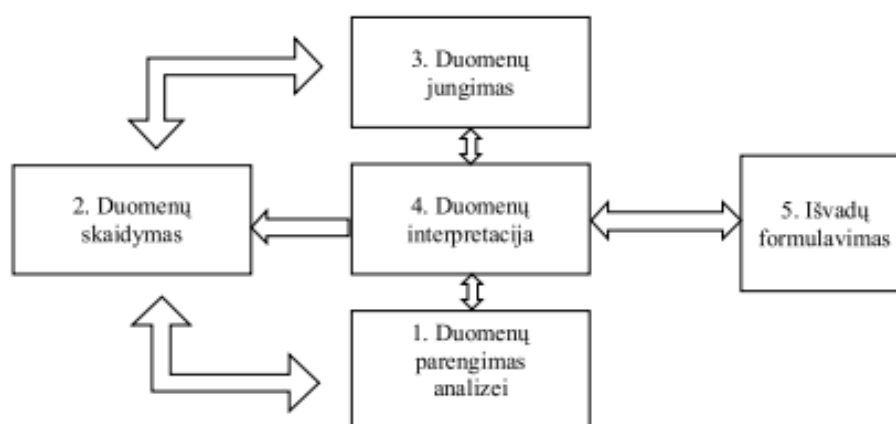 3. Duomenų
jungimas
2. Duomenų
skaidymas
4. Duomenų
interpretacija
5. Išvadų
formulavimas
1. Duomenų
parengimas
analizei